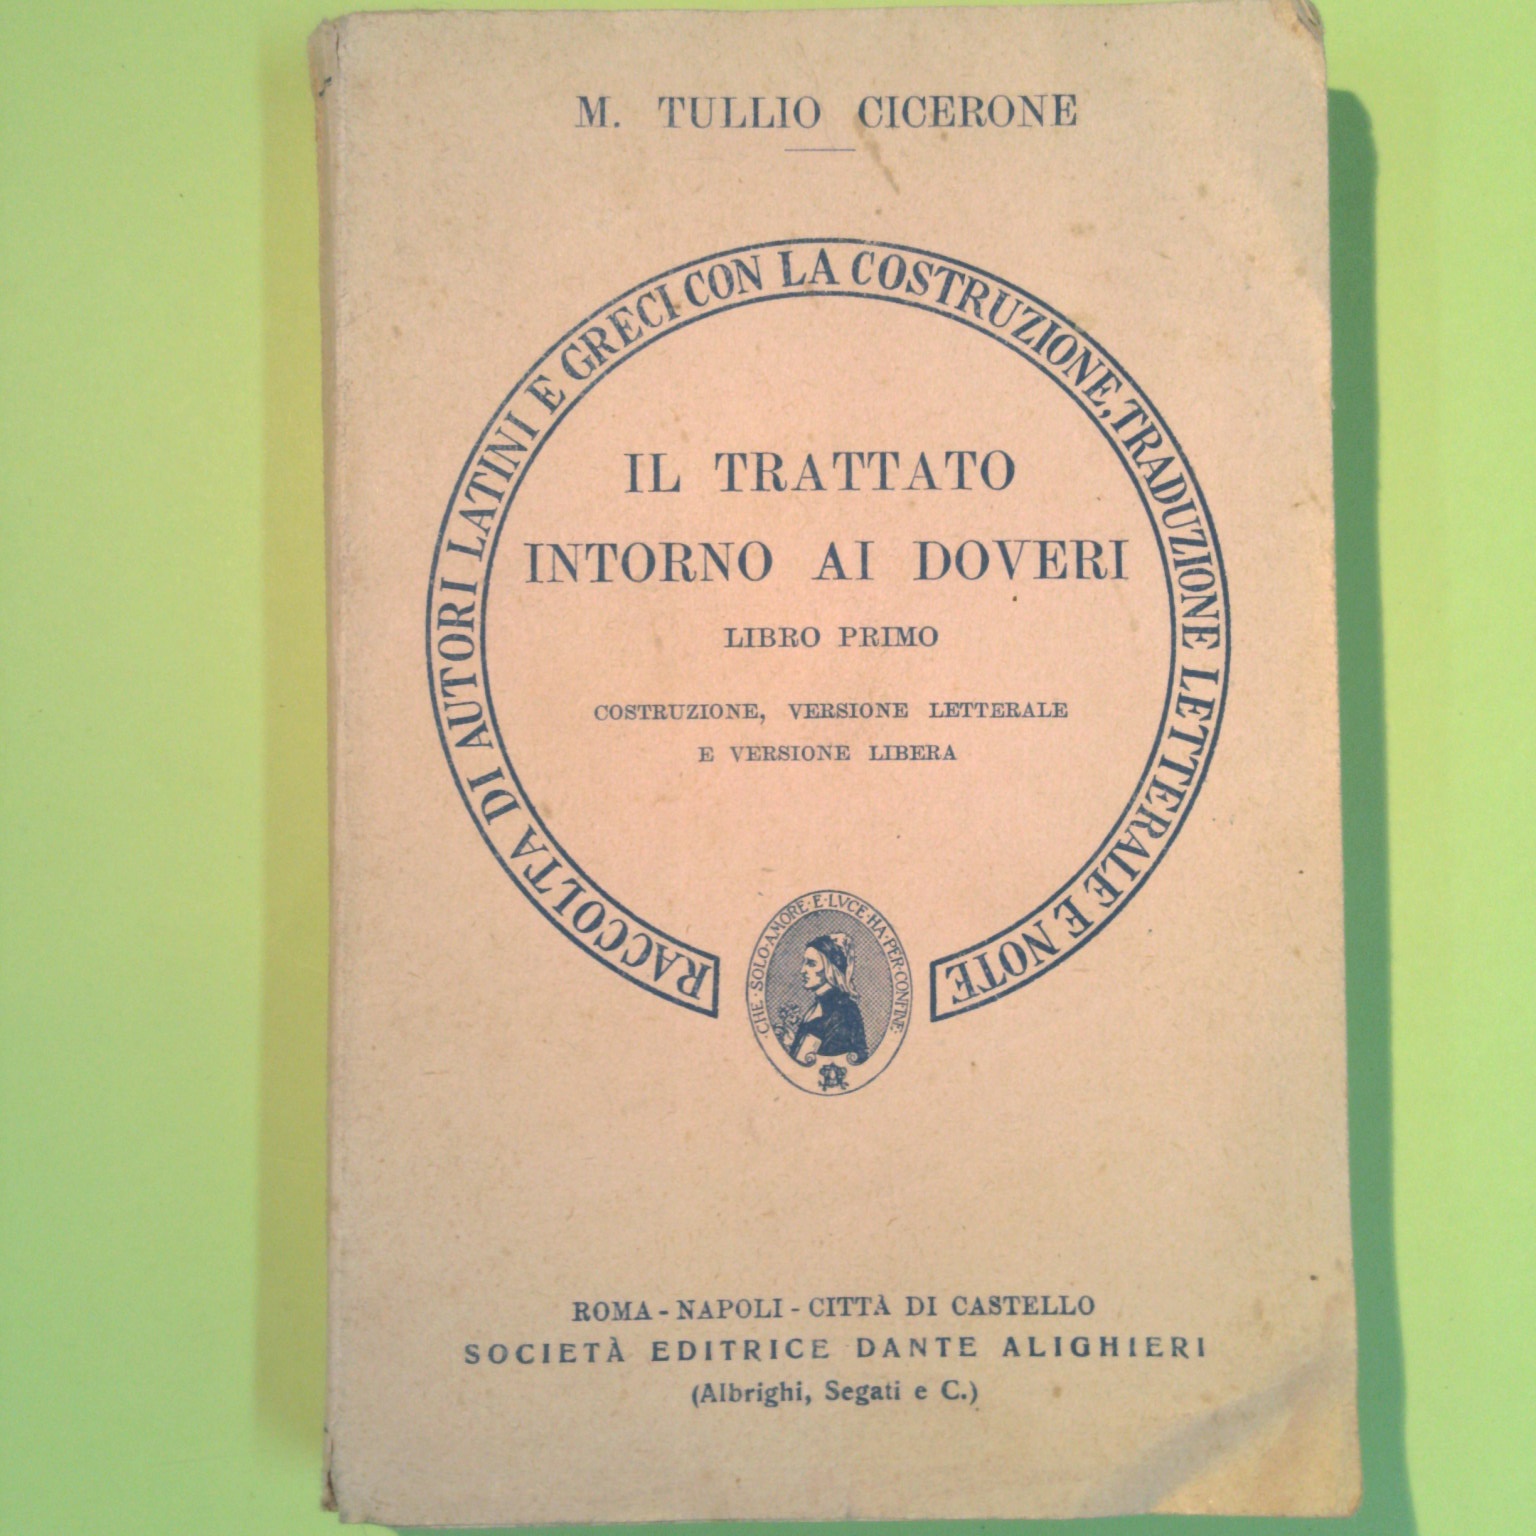 M. TULLIO CICERONE
RACCOLTA DI AUTORI LATINI E GRECI CON LA COSTRUZIONE, TRADUZIONE LETTERALE E NOTE
IL TRATTATO
INTORNO AI DOVERI
LIBRO PRIMO
COSTRUZIONE, VERSIONE LETTERALE
E VERSIONE LIBERA
·CHE·SOLO·AMORE·E·LVCE·HA·PER·CONFINE·
ROMA - NAPOLI - CITTÀ DI CASTELLO
SOCIETÀ EDITRICE DANTE ALIGHIERI
(Albrighi, Segati e C.)